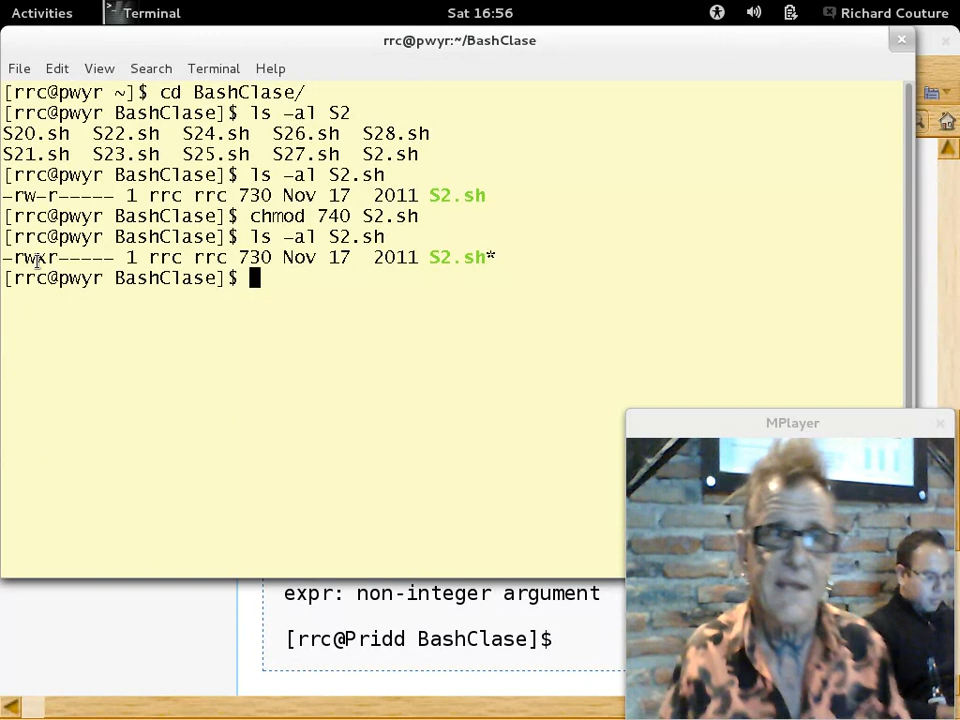 Activities Terminal Sat 16:56 Richard Couture
rrc@pwyr:~/BashClase
File Edit View Search Terminal Help
[rrc@pwyr ~]$ cd BashClase/
[rrc@pwyr BashClase]$ ls -al S2
S20.sh S22.sh S24.sh S26.sh S28.sh
S21.sh S23.sh S25.sh S27.sh S2.sh
[rrc@pwyr BashClase]$ ls -al S2.sh
-rw-r----- 1 rrc rrc 730 Nov 17 2011 S2.sh
[rrc@pwyr BashClase]$ chmod 740 S2.sh
[rrc@pwyr BashClase]$ ls -al S2.sh
-rwxr----- 1 rrc rrc 730 Nov 17 2011 S2.sh*
[rrc@pwyr BashClase]$
MPlayer
expr: non-integer argument
[rrc@Pridd BashClase]$